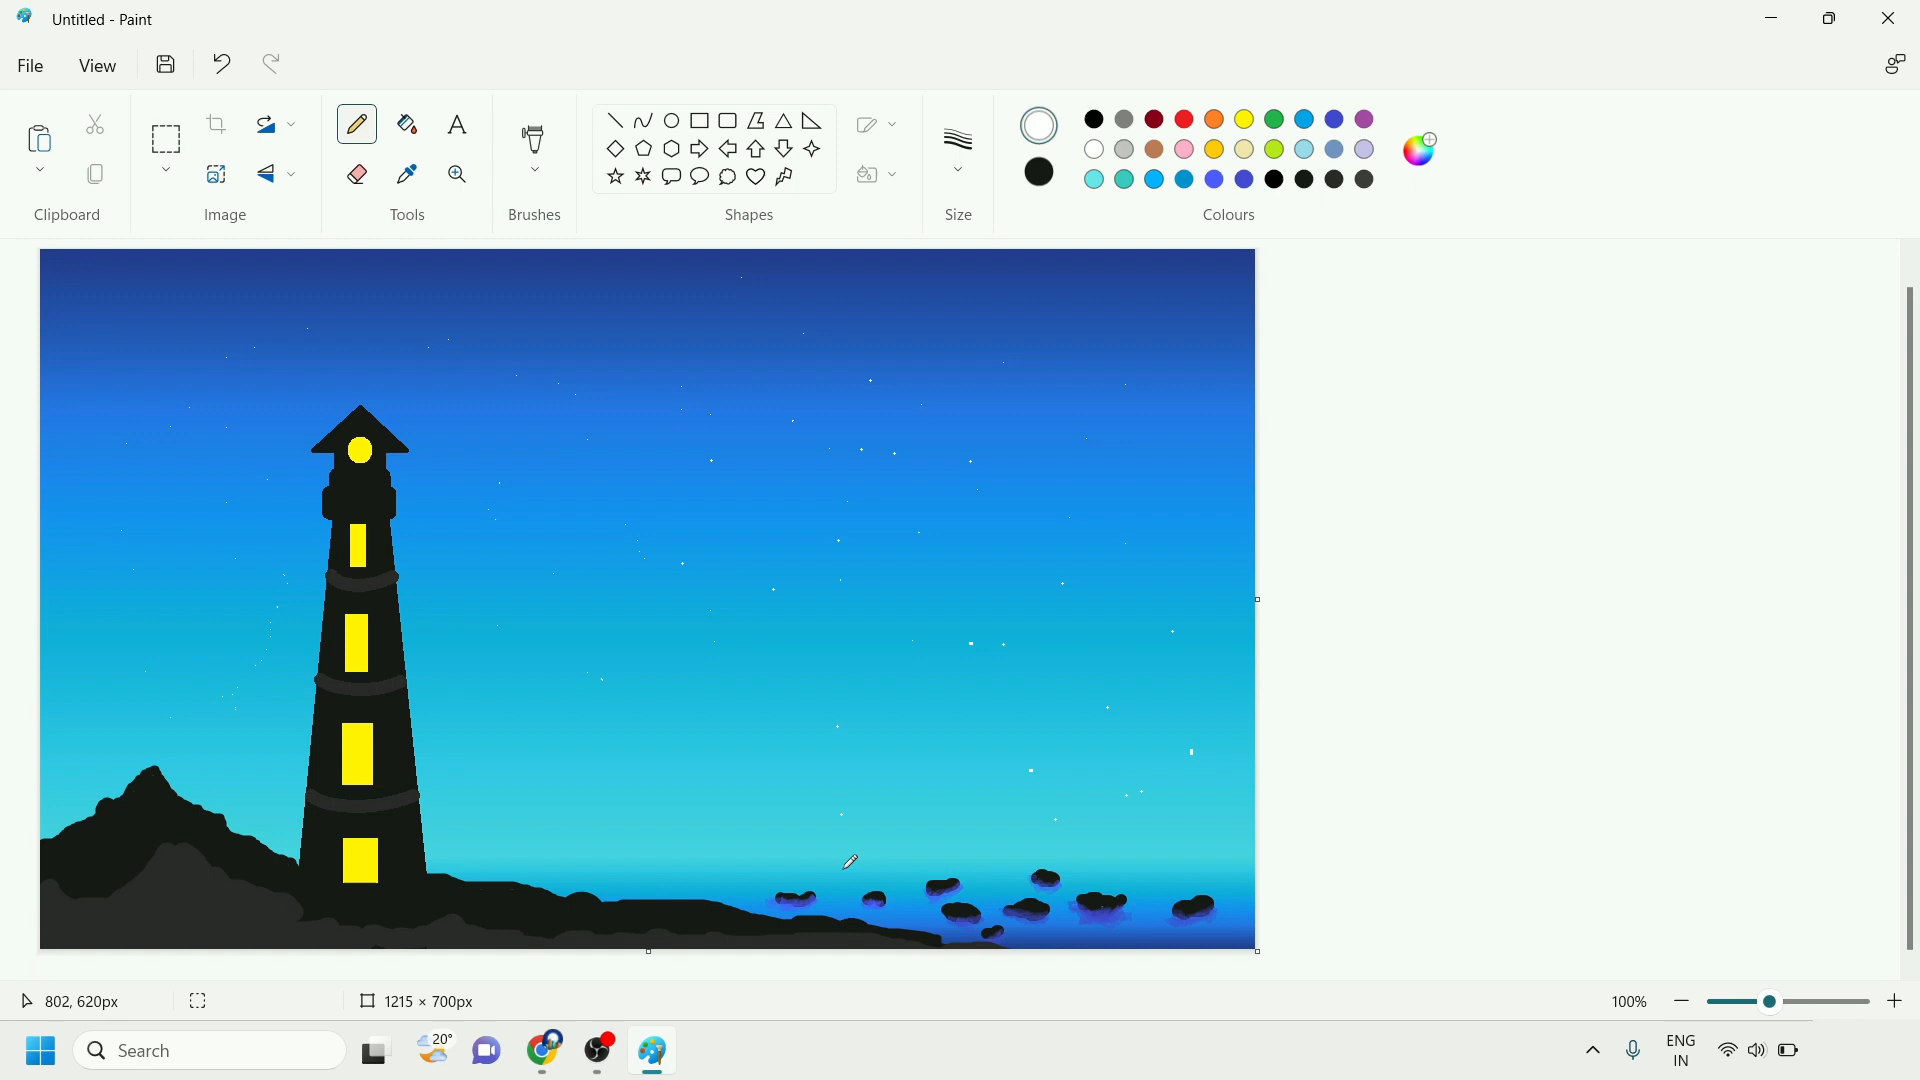 Untitled - Paint
File View
Clipboard Image Tools Brushes Shapes Size Colours
802, 620px 1215 × 700px 100%
Search 20° ENG
IN